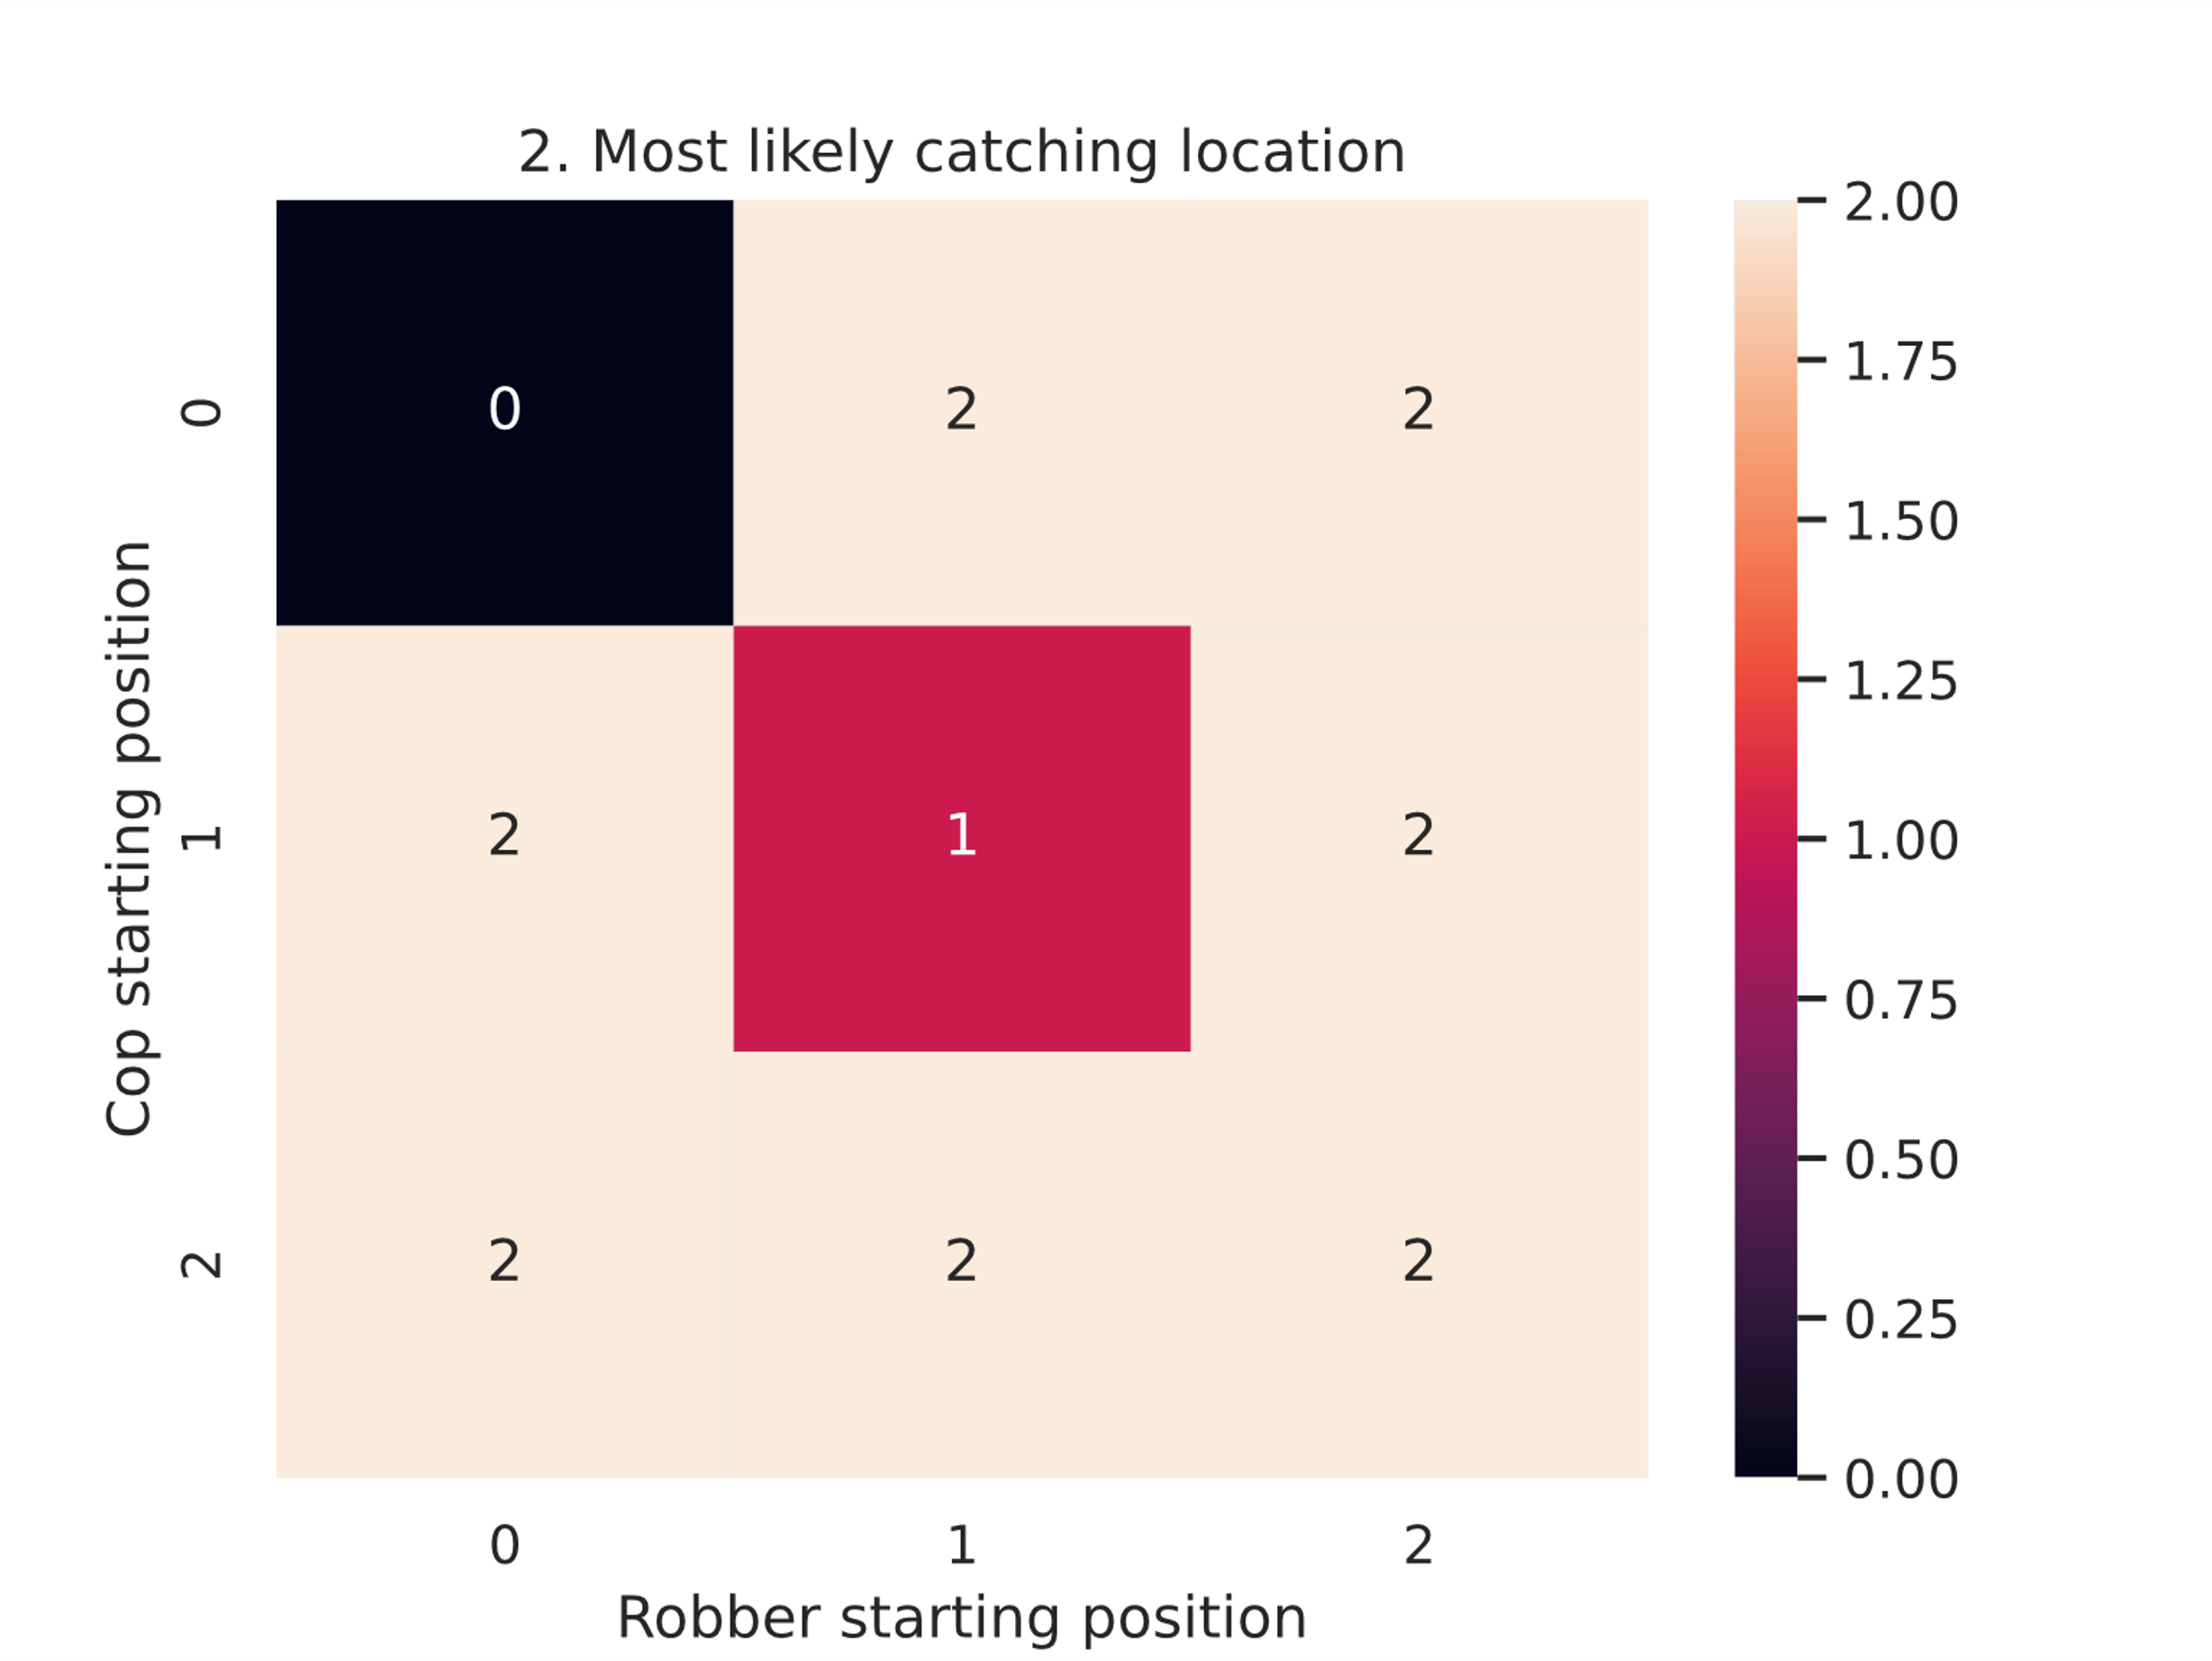 2. Most likely catching location
0 2 2
2 1 2
2 2 2
0
1
2
Cop starting position
0 1 2
Robber starting position
2.00
1.75
1.50
1.25
1.00
0.75
0.50
0.25
0.00